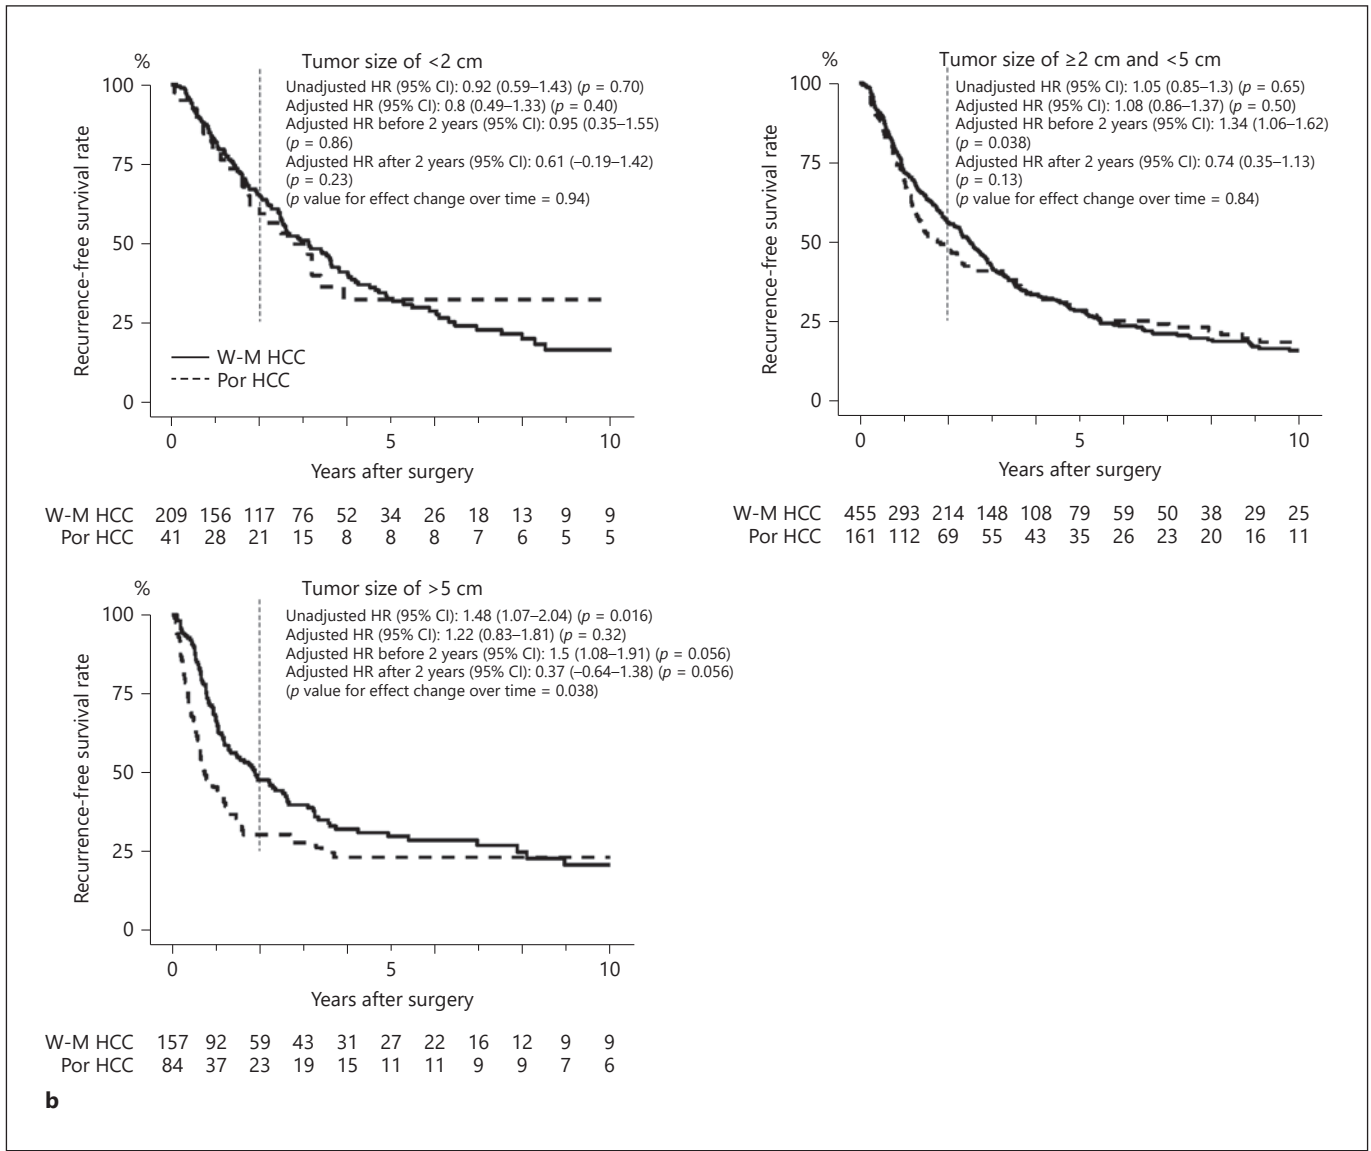 %
Tumor size of <2 cm
Unadjusted HR (95% CI): 0.92 (0.59–1.43) (p = 0.70)
Adjusted HR (95% CI): 0.8 (0.49–1.33) (p = 0.40)
Adjusted HR before 2 years (95% CI): 0.95 (0.35–1.55)
(p = 0.86)
Adjusted HR after 2 years (95% CI): 0.61 (–0.19–1.42)
(p = 0.23)
(p value for effect change over time = 0.94)
Recurrence-free survival rate
100
75
50
25
0
W-M HCC
Por HCC
0 5 10
Years after surgery
W-M HCC 209 156 117 76 52 34 26 18 13 9 9
Por HCC 41 28 21 15 8 8 8 7 6 5 5
%
Tumor size of ≥2 cm and <5 cm
Unadjusted HR (95% CI): 1.05 (0.85–1.3) (p = 0.65)
Adjusted HR (95% CI): 1.08 (0.86–1.37) (p = 0.50)
Adjusted HR before 2 years (95% CI): 1.34 (1.06–1.62)
(p = 0.038)
Adjusted HR after 2 years (95% CI): 0.74 (0.35–1.13)
(p = 0.13)
(p value for effect change over time = 0.84)
Recurrence-free survival rate
100
75
50
25
0
0 5 10
Years after surgery
W-M HCC 455 293 214 148 108 79 59 50 38 29 25
Por HCC 161 112 69 55 43 35 26 23 20 16 11
%
Tumor size of >5 cm
Unadjusted HR (95% CI): 1.48 (1.07–2.04) (p = 0.016)
Adjusted HR (95% CI): 1.22 (0.83–1.81) (p = 0.32)
Adjusted HR before 2 years (95% CI): 1.5 (1.08–1.91) (p = 0.056)
Adjusted HR after 2 years (95% CI): 0.37 (–0.64–1.38) (p = 0.056)
(p value for effect change over time = 0.038)
Recurrence-free survival rate
100
75
50
25
0
0 5 10
Years after surgery
W-M HCC 157 92 59 43 31 27 22 16 12 9 9
Por HCC 84 37 23 19 15 11 11 9 9 7 6
b